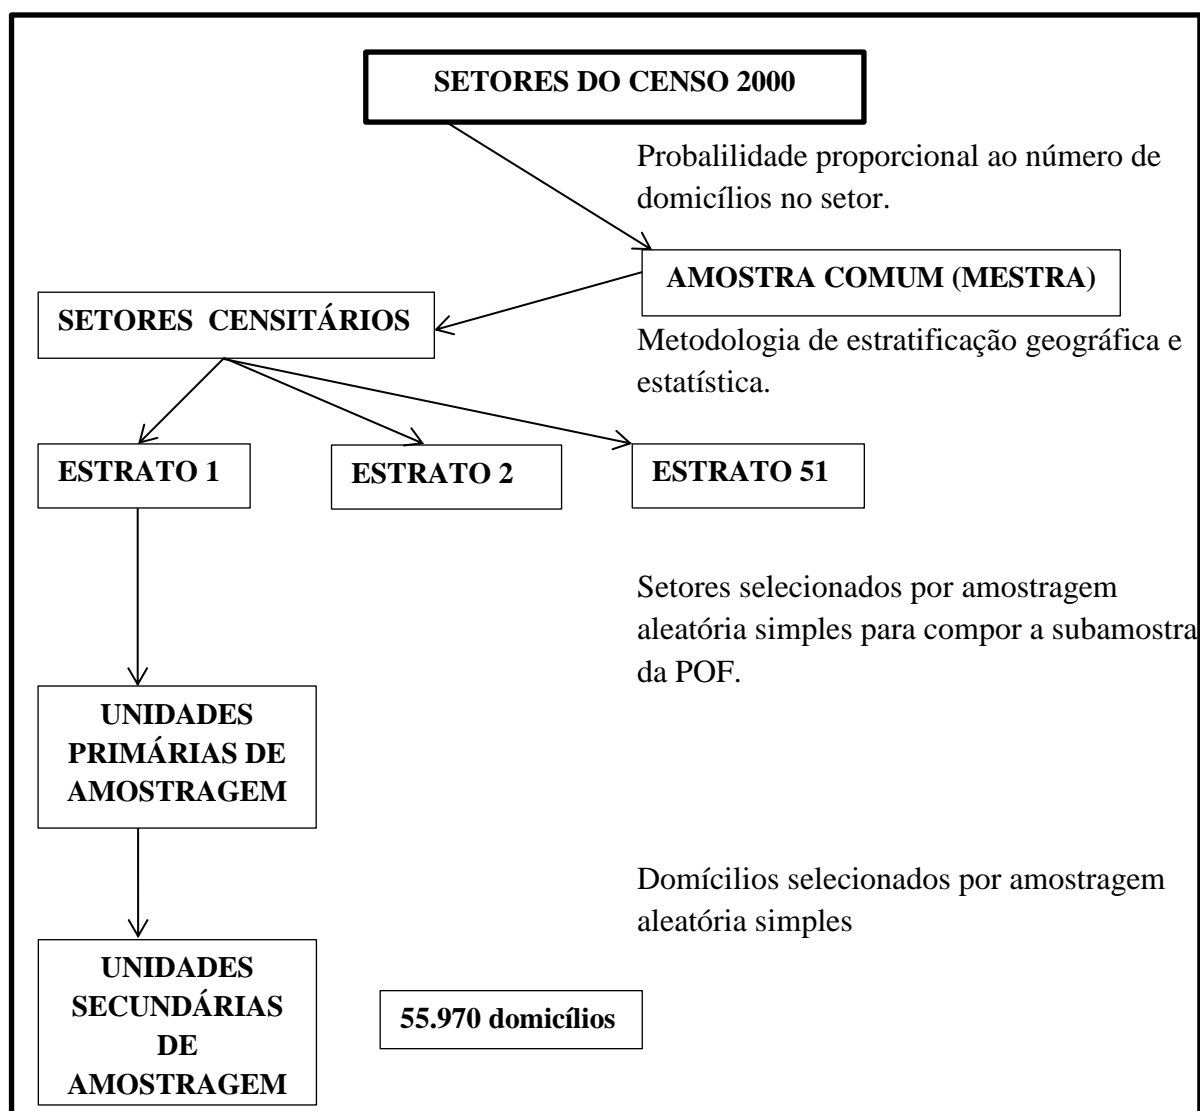 SETORES DO CENSO 2000
Probalilidade proporcional ao número de
domicílios no setor.
AMOSTRA COMUM (MESTRA)
SETORES CENSITÁRIOS
Metodologia de estratificação geográfica e
estatística.
ESTRATO 1
ESTRATO 2
ESTRATO 51
Setores selecionados por amostragem
aleatória simples para compor a subamostra
da POF.
UNIDADES
PRIMÁRIAS DE
AMOSTRAGEM
Domícilios selecionados por amostragem
aleatória simples
UNIDADES
SECUNDÁRIAS
DE
AMOSTRAGEM
55.970 domicílios